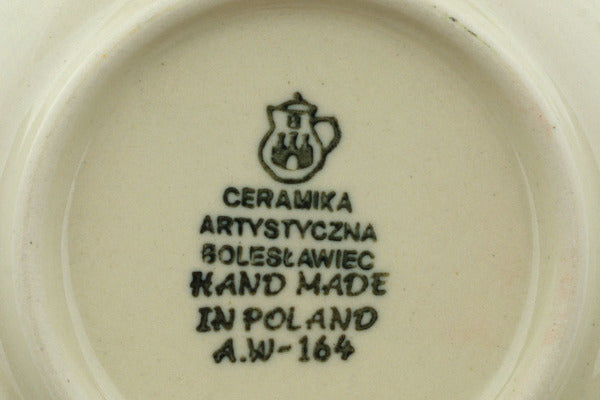 CERAMIKA
ARTYSTYCZNA
BOLESŁAWIEC
HAND MADE
IN POLAND
A.W-164